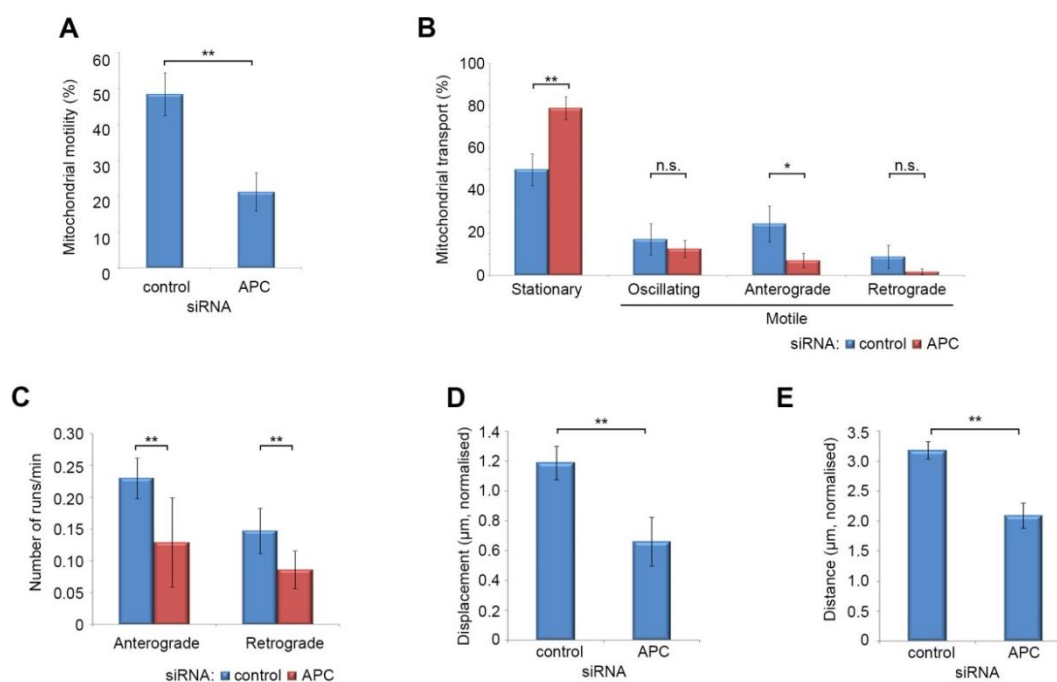 A
Mitochondrial motility (%)
60
50
40
30
20
10
0
**
control
APC
siRNA
B
Mitochondrial transport (%)
100
80
60
40
20
0
**
n.s.
*
n.s.
Stationary
Oscillating
Anterograde
Retrograde
Motile
siRNA: control APC
C
Number of runs/min
0.30
0.25
0.20
0.15
0.10
0.05
0
**
**
Anterograde
Retrograde
siRNA: control APC
D
Displacement (µm, normalised)
1.4
1.2
1.0
0.8
0.6
0.4
0.2
0
**
control
APC
siRNA
E
Distance (µm, normalised)
3.5
3.0
2.5
2.0
1.5
1.0
0.5
0
**
control
APC
siRNA